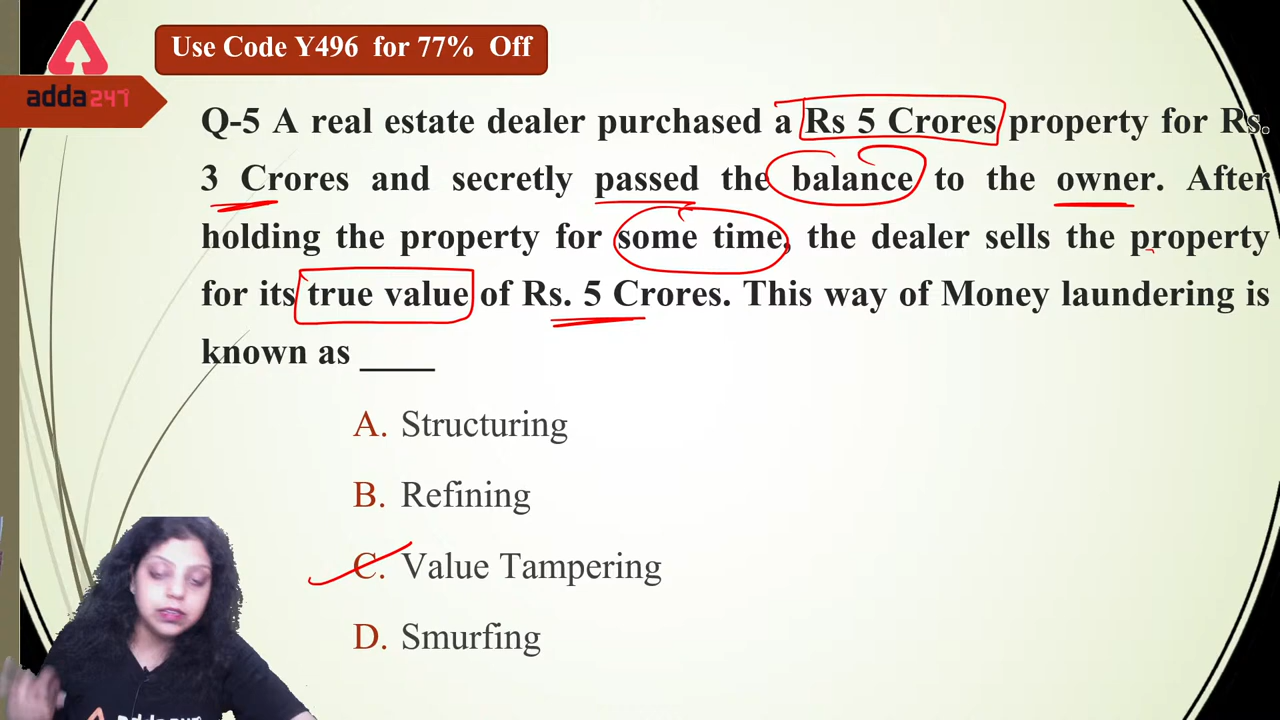 Use Code Y496 for 77% Off
adda247
Q-5 A real estate dealer purchased a Rs 5 Crores property for Rs.
3 Crores and secretly passed the balance to the owner. After
holding the property for some time, the dealer sells the property
for its true value of Rs. 5 Crores. This way of Money laundering is
known as ____
A. Structuring
B. Refining
C. Value Tampering
D. Smurfing
adda247